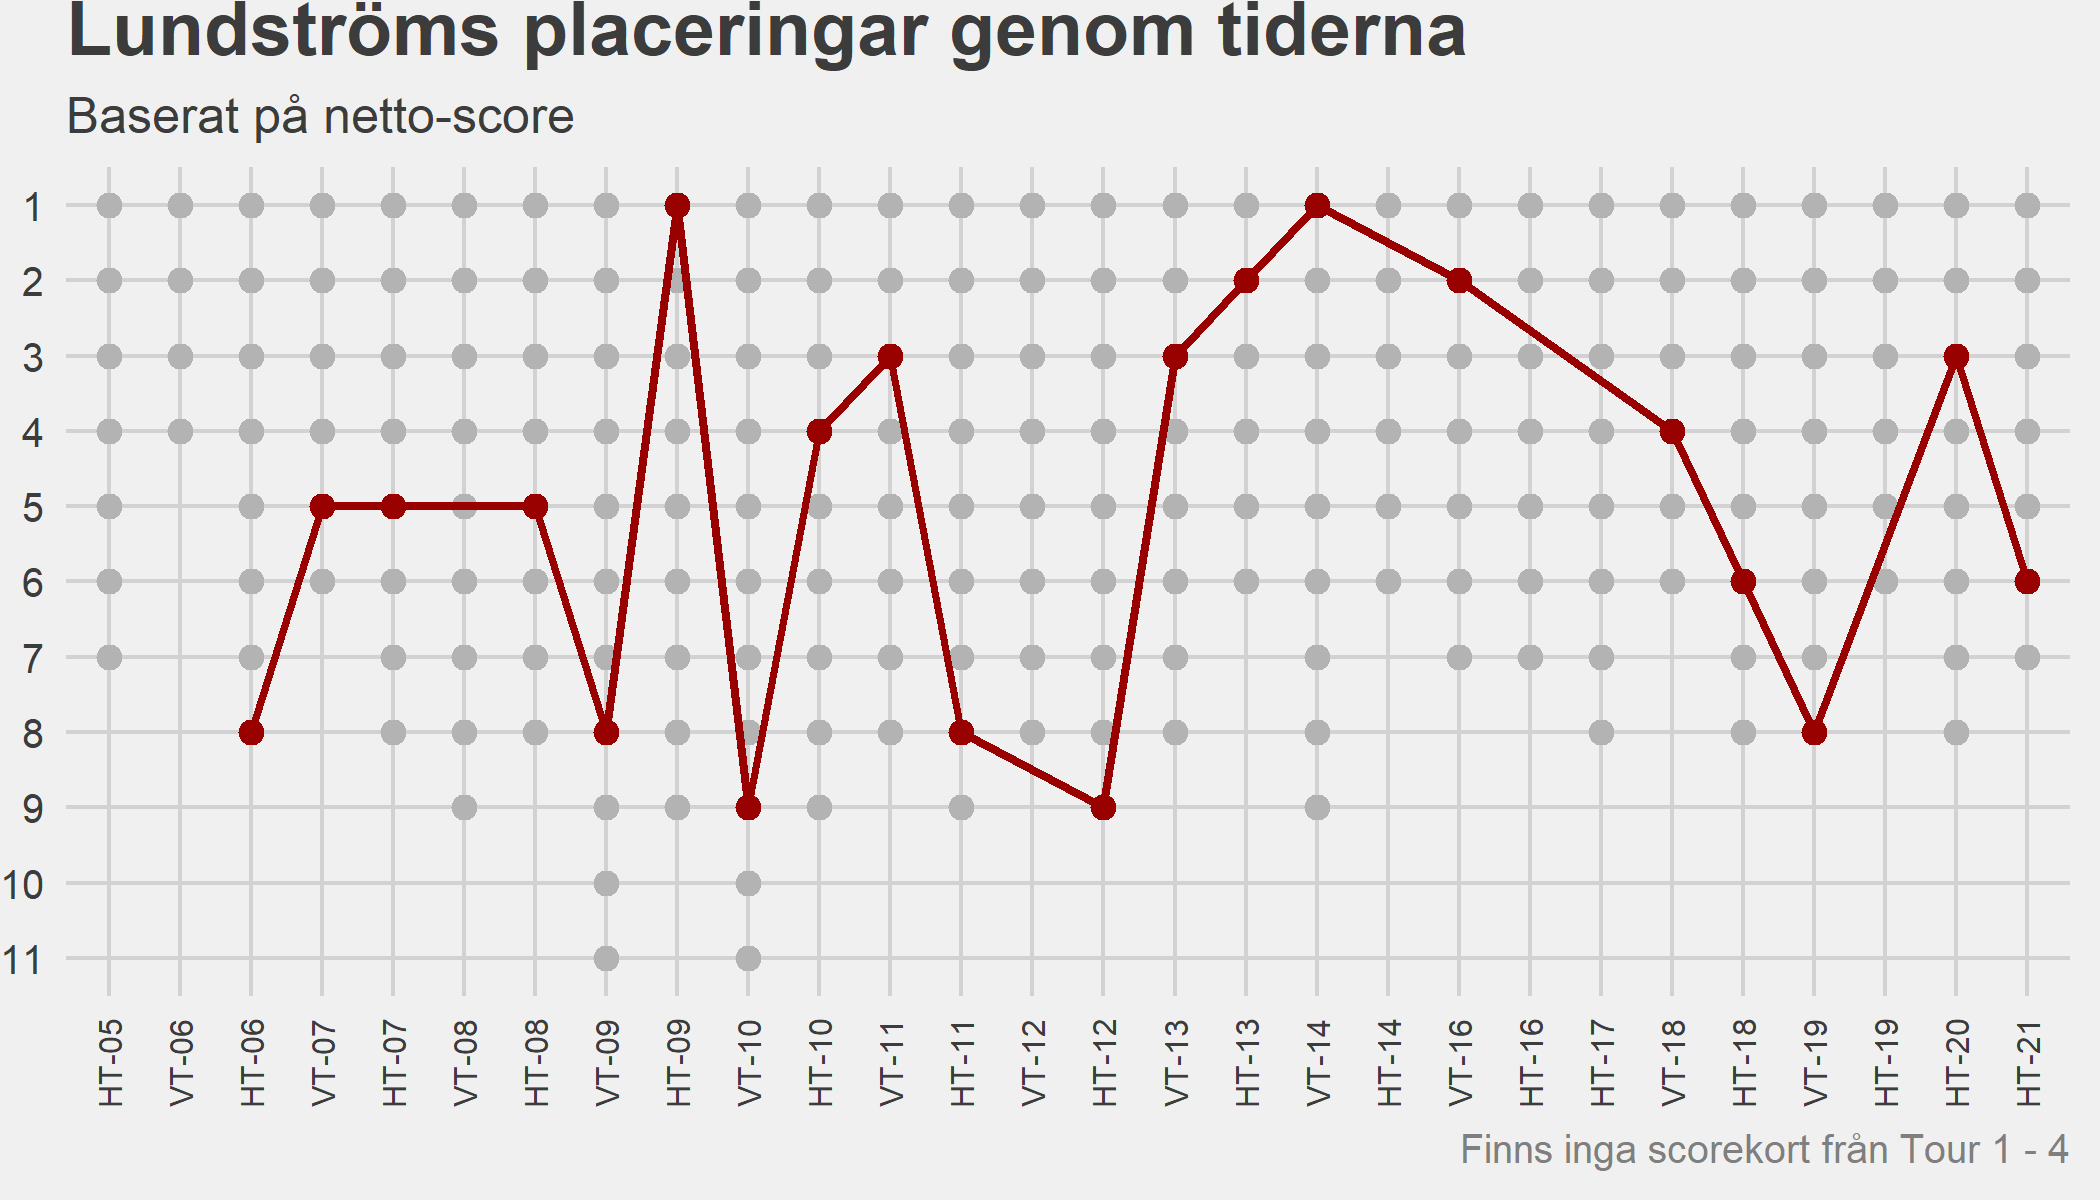 Lundströms placeringar genom tiderna
Baserat på netto-score
1
2
3
4
5
6
7
8
9
10
11
HT-05
VT-06
HT-06
VT-07
HT-07
VT-08
HT-08
VT-09
HT-09
VT-10
HT-10
VT-11
HT-11
VT-12
HT-12
VT-13
HT-13
VT-14
HT-14
VT-16
HT-16
HT-17
VT-18
HT-18
VT-19
HT-19
HT-20
HT-21
Finns inga scorekort från Tour 1 - 4